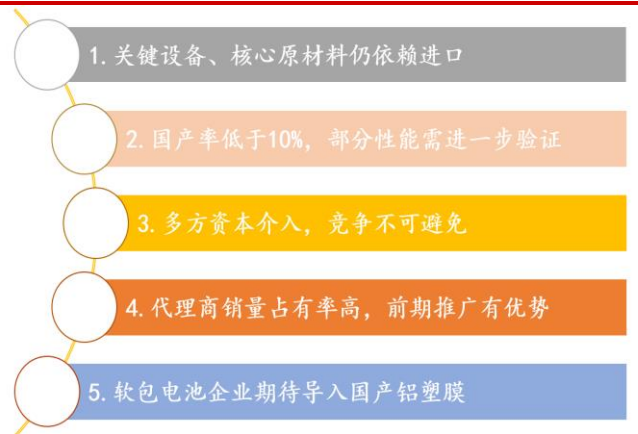 1. 关键设备、核心原材料仍依赖进口
2. 国产率低于10%，部分性能需进一步验证
3. 多方资本介入，竞争不可避免
4. 代理商销量占有率高，前期推广有优势
5. 软包电池企业期待导入国产铝塑膜